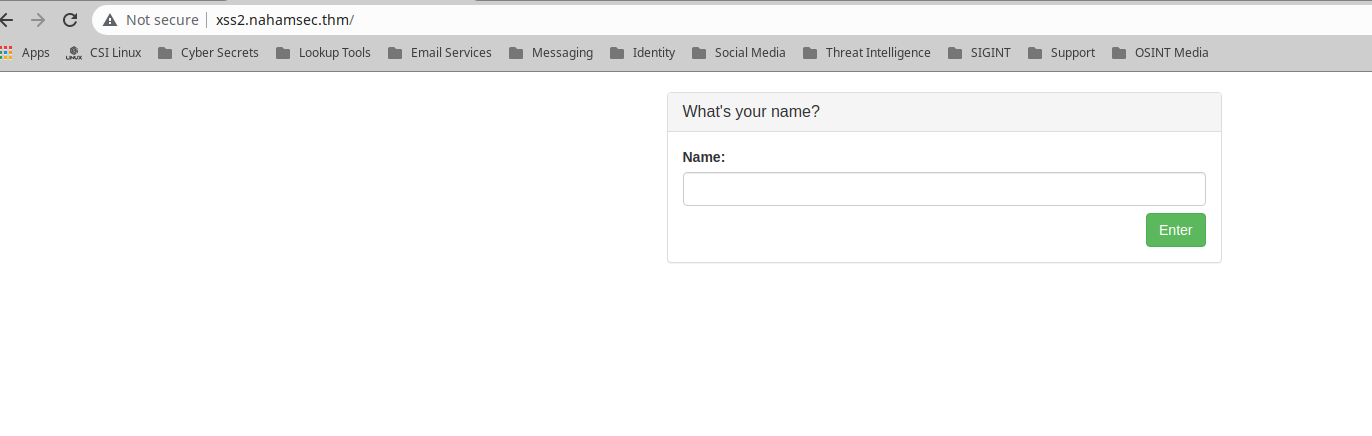 Not secure | xss2.nahamsec.thm/
Apps CSI Linux Cyber Secrets Lookup Tools Email Services Messaging Identity Social Media Threat Intelligence SIGINT Support OSINT Media
What's your name?
Name:
Enter